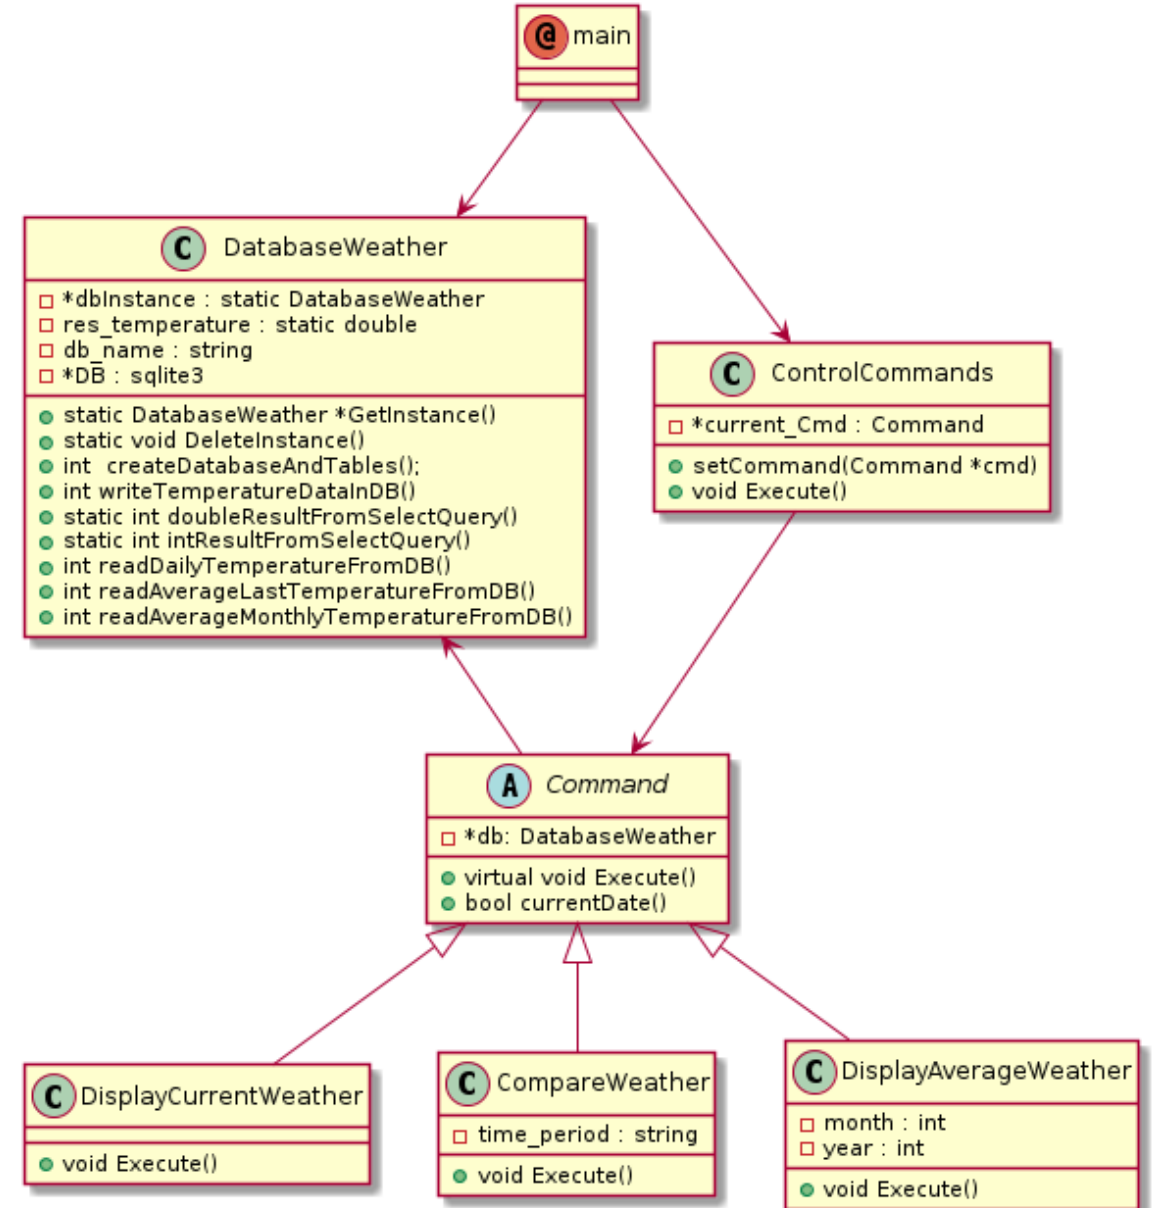 @ main
C DatabaseWeather
*dbInstance : static DatabaseWeather
res_temperature : static double
db_name : string
*DB : sqlite3
static DatabaseWeather *GetInstance()
static void DeleteInstance()
int  createDatabaseAndTables();
int writeTemperatureDataInDB()
static int doubleResultFromSelectQuery()
static int intResultFromSelectQuery()
int readDailyTemperatureFromDB()
int readAverageLastTemperatureFromDB()
int readAverageMonthlyTemperatureFromDB()
C ControlCommands
*current_Cmd : Command
setCommand(Command *cmd)
void Execute()
A Command
*db: DatabaseWeather
virtual void Execute()
bool currentDate()
C DisplayCurrentWeather
void Execute()
C CompareWeather
time_period : string
void Execute()
C DisplayAverageWeather
month : int
year : int
void Execute()